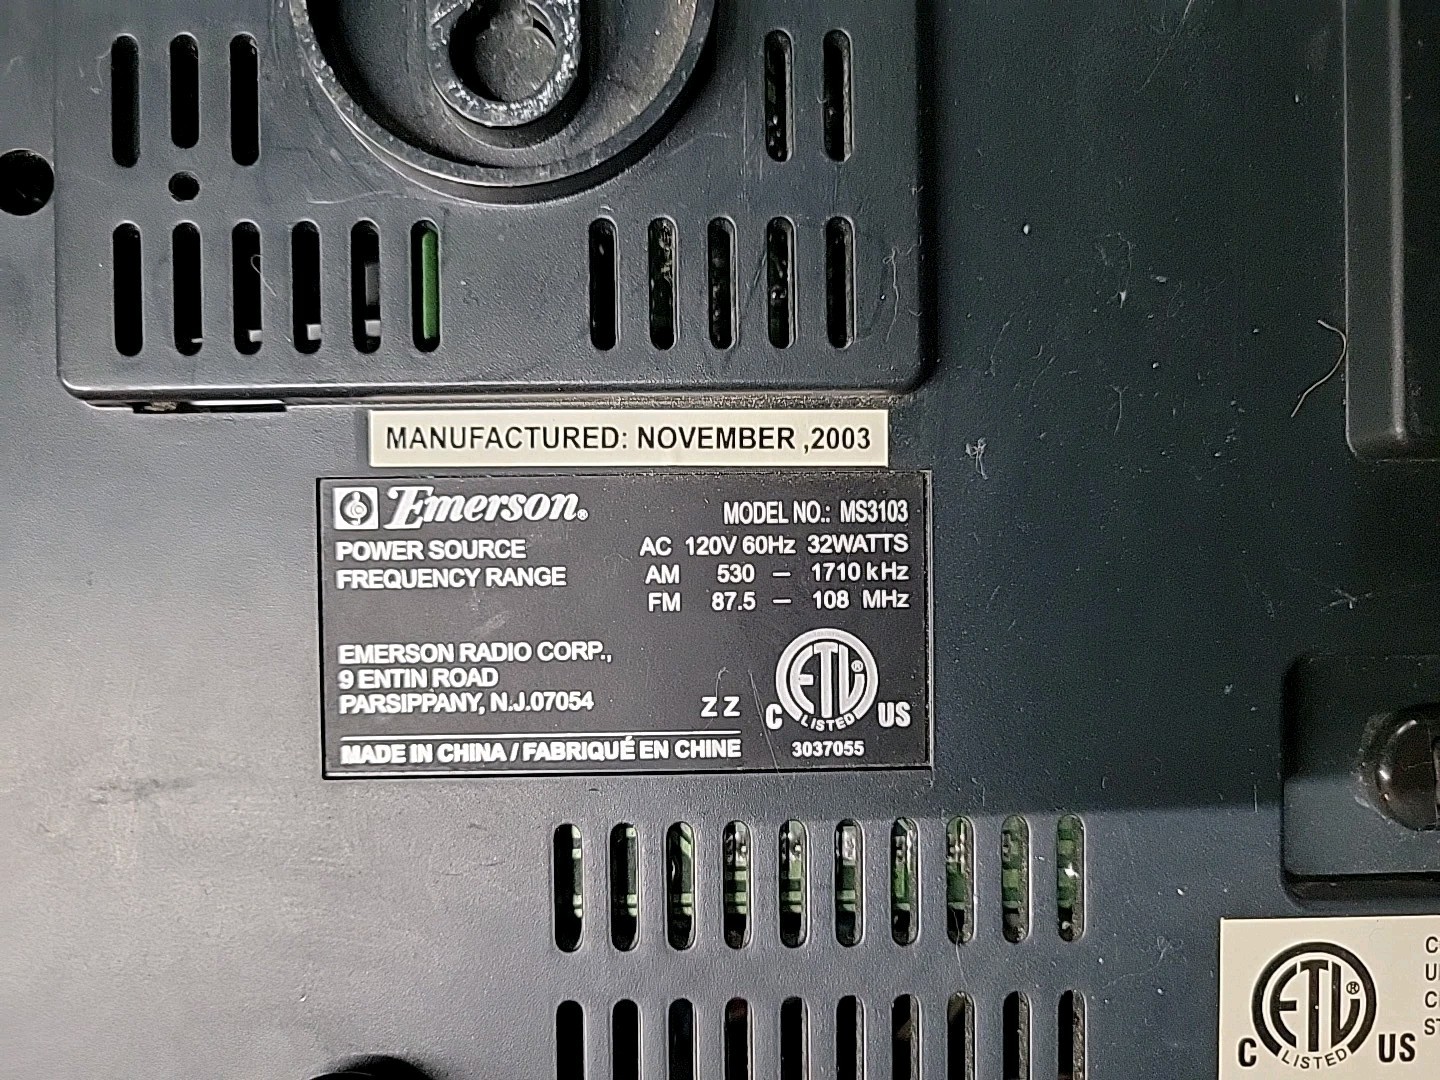 MANUFACTURED: NOVEMBER ,2003
Emerson® MODEL NO.: MS3103
POWER SOURCE AC 120V 60Hz 32WATTS
FREQUENCY RANGE AM 530 — 1710 kHz
FM 87.5 — 108 MHz
EMERSON RADIO CORP.,
9 ENTIN ROAD
PARSIPPANY, N.J.07054
Z Z
C ETL® LISTED US
MADE IN CHINA / FABRIQUÉ EN CHINE 3037055
C ETL® LISTED US